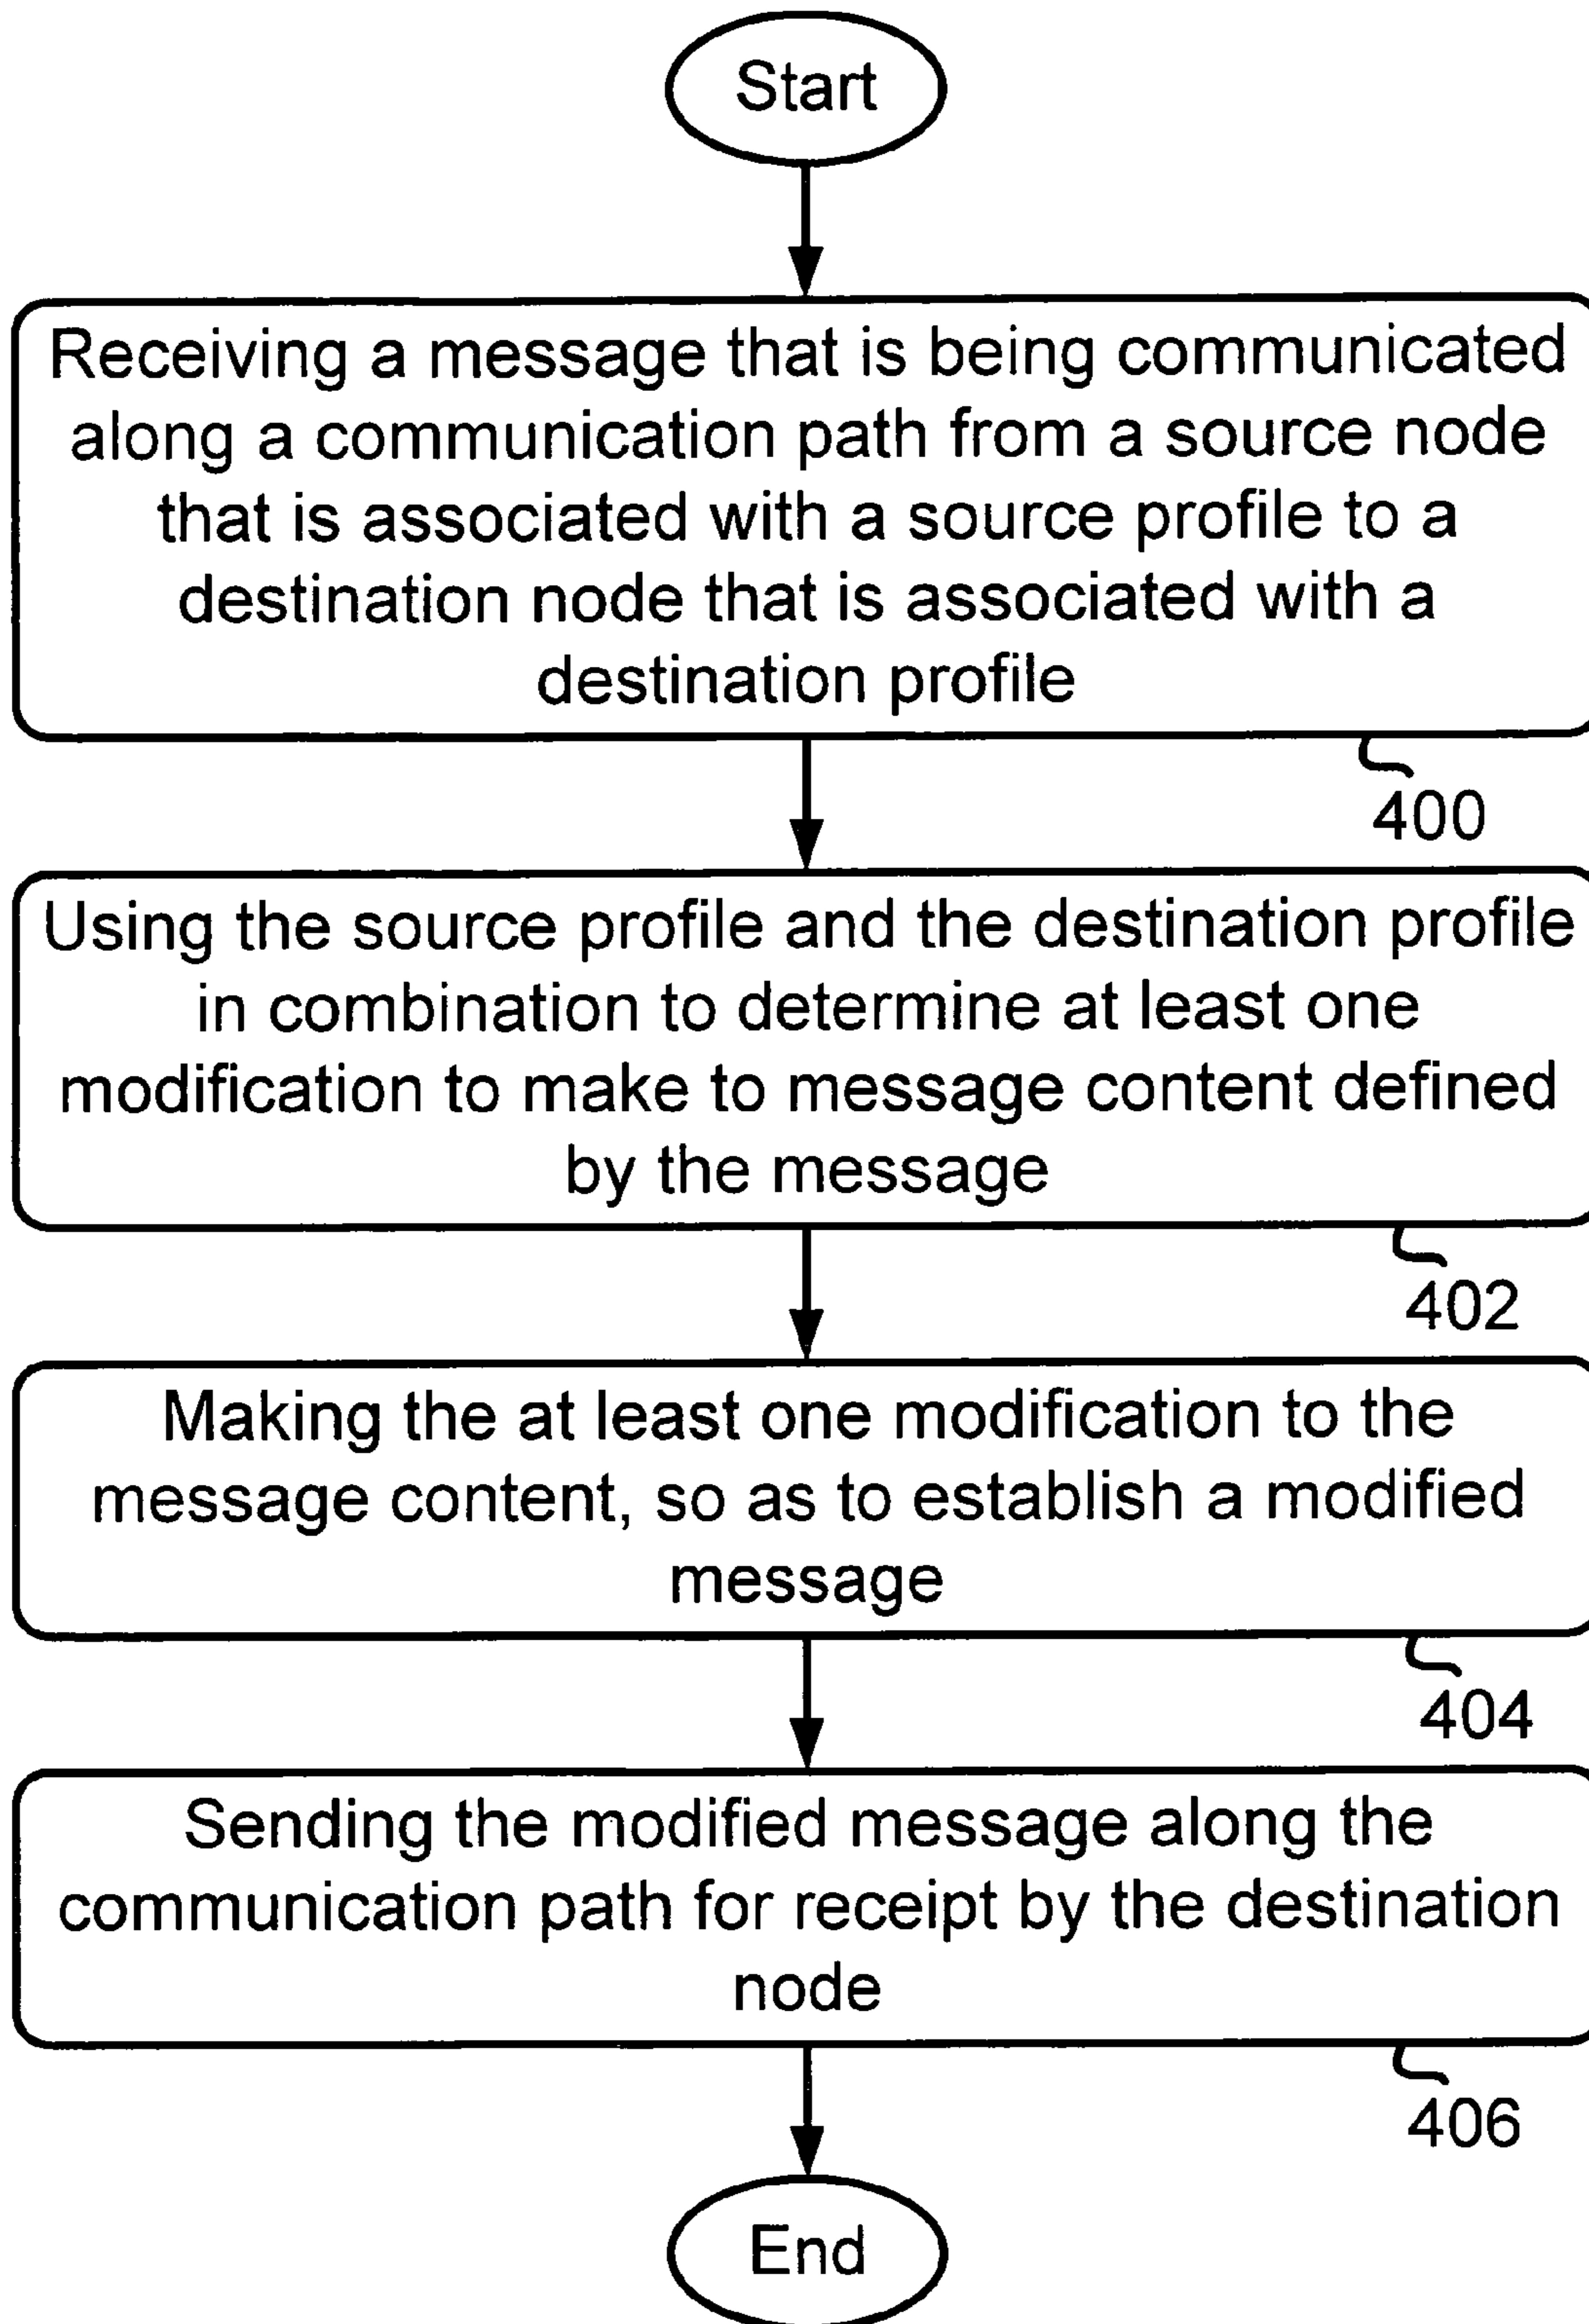 Start
Receiving a message that is being communicated
along a communication path from a source node
that is associated with a source profile to a
destination node that is associated with a
destination profile
400
Using the source profile and the destination profile
in combination to determine at least one
modification to make to message content defined
by the message
402
Making the at least one modification to the
message content, so as to establish a modified
message
404
Sending the modified message along the
communication path for receipt by the destination
node
406
End